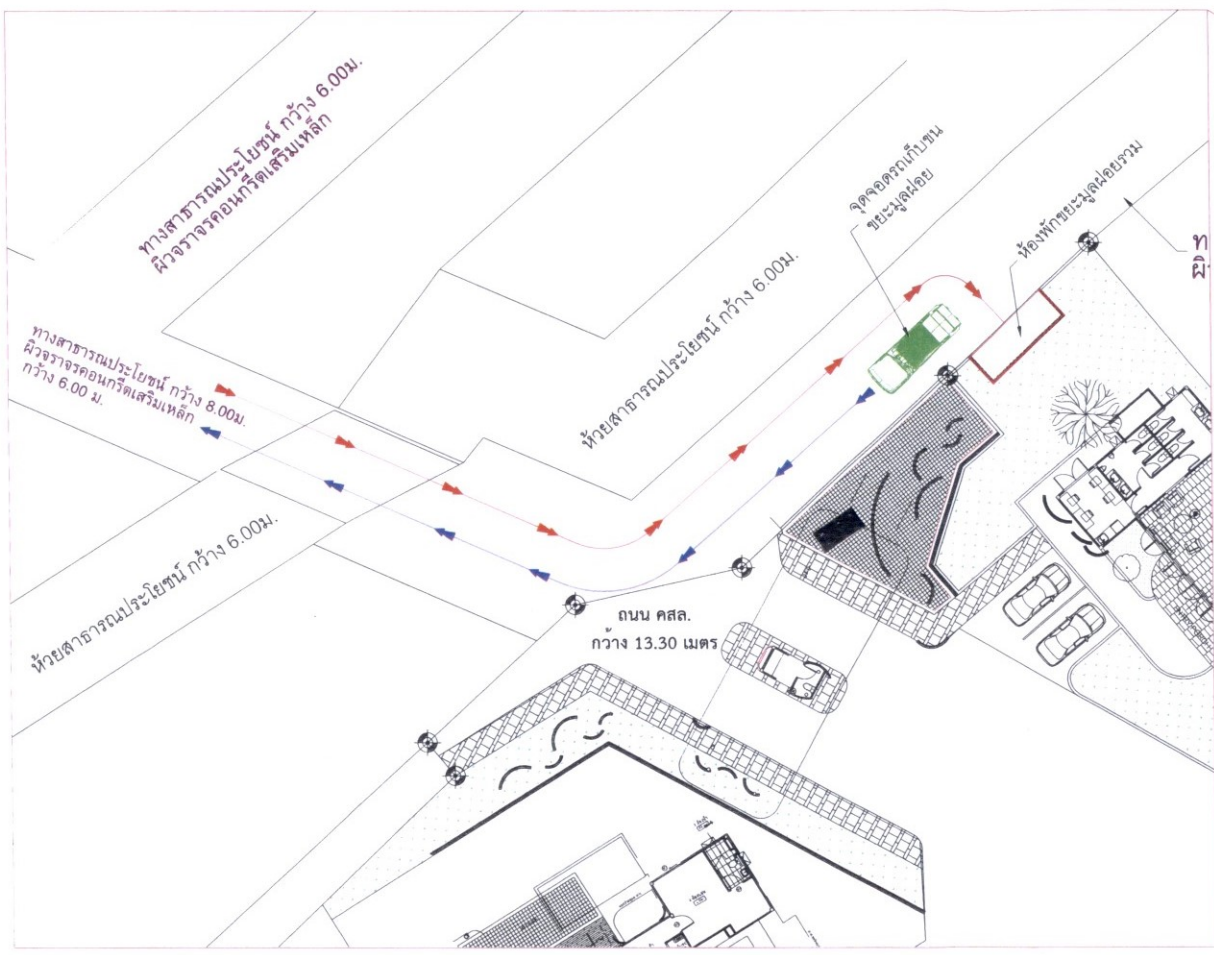 ทางสาธารณประโยชน์ กว้าง 6.00ม.
ผิวจราจรคอนกรีตเสริมเหล็ก
จุดจอดรถเก็บขน
ขยะมูลฝอย
ห้องพักขยะมูลฝอยรวม
ท
ผิ
ห้วยสาธารณประโยชน์ กว้าง 6.00ม.
ทางสาธารณประโยชน์ กว้าง 8.00ม.
ผิวจราจรคอนกรีตเสริมเหล็ก
กว้าง 6.00 ม.
ห้วยสาธารณประโยชน์ กว้าง 6.00ม.
ถนน คสล.
กว้าง 13.30 เมตร